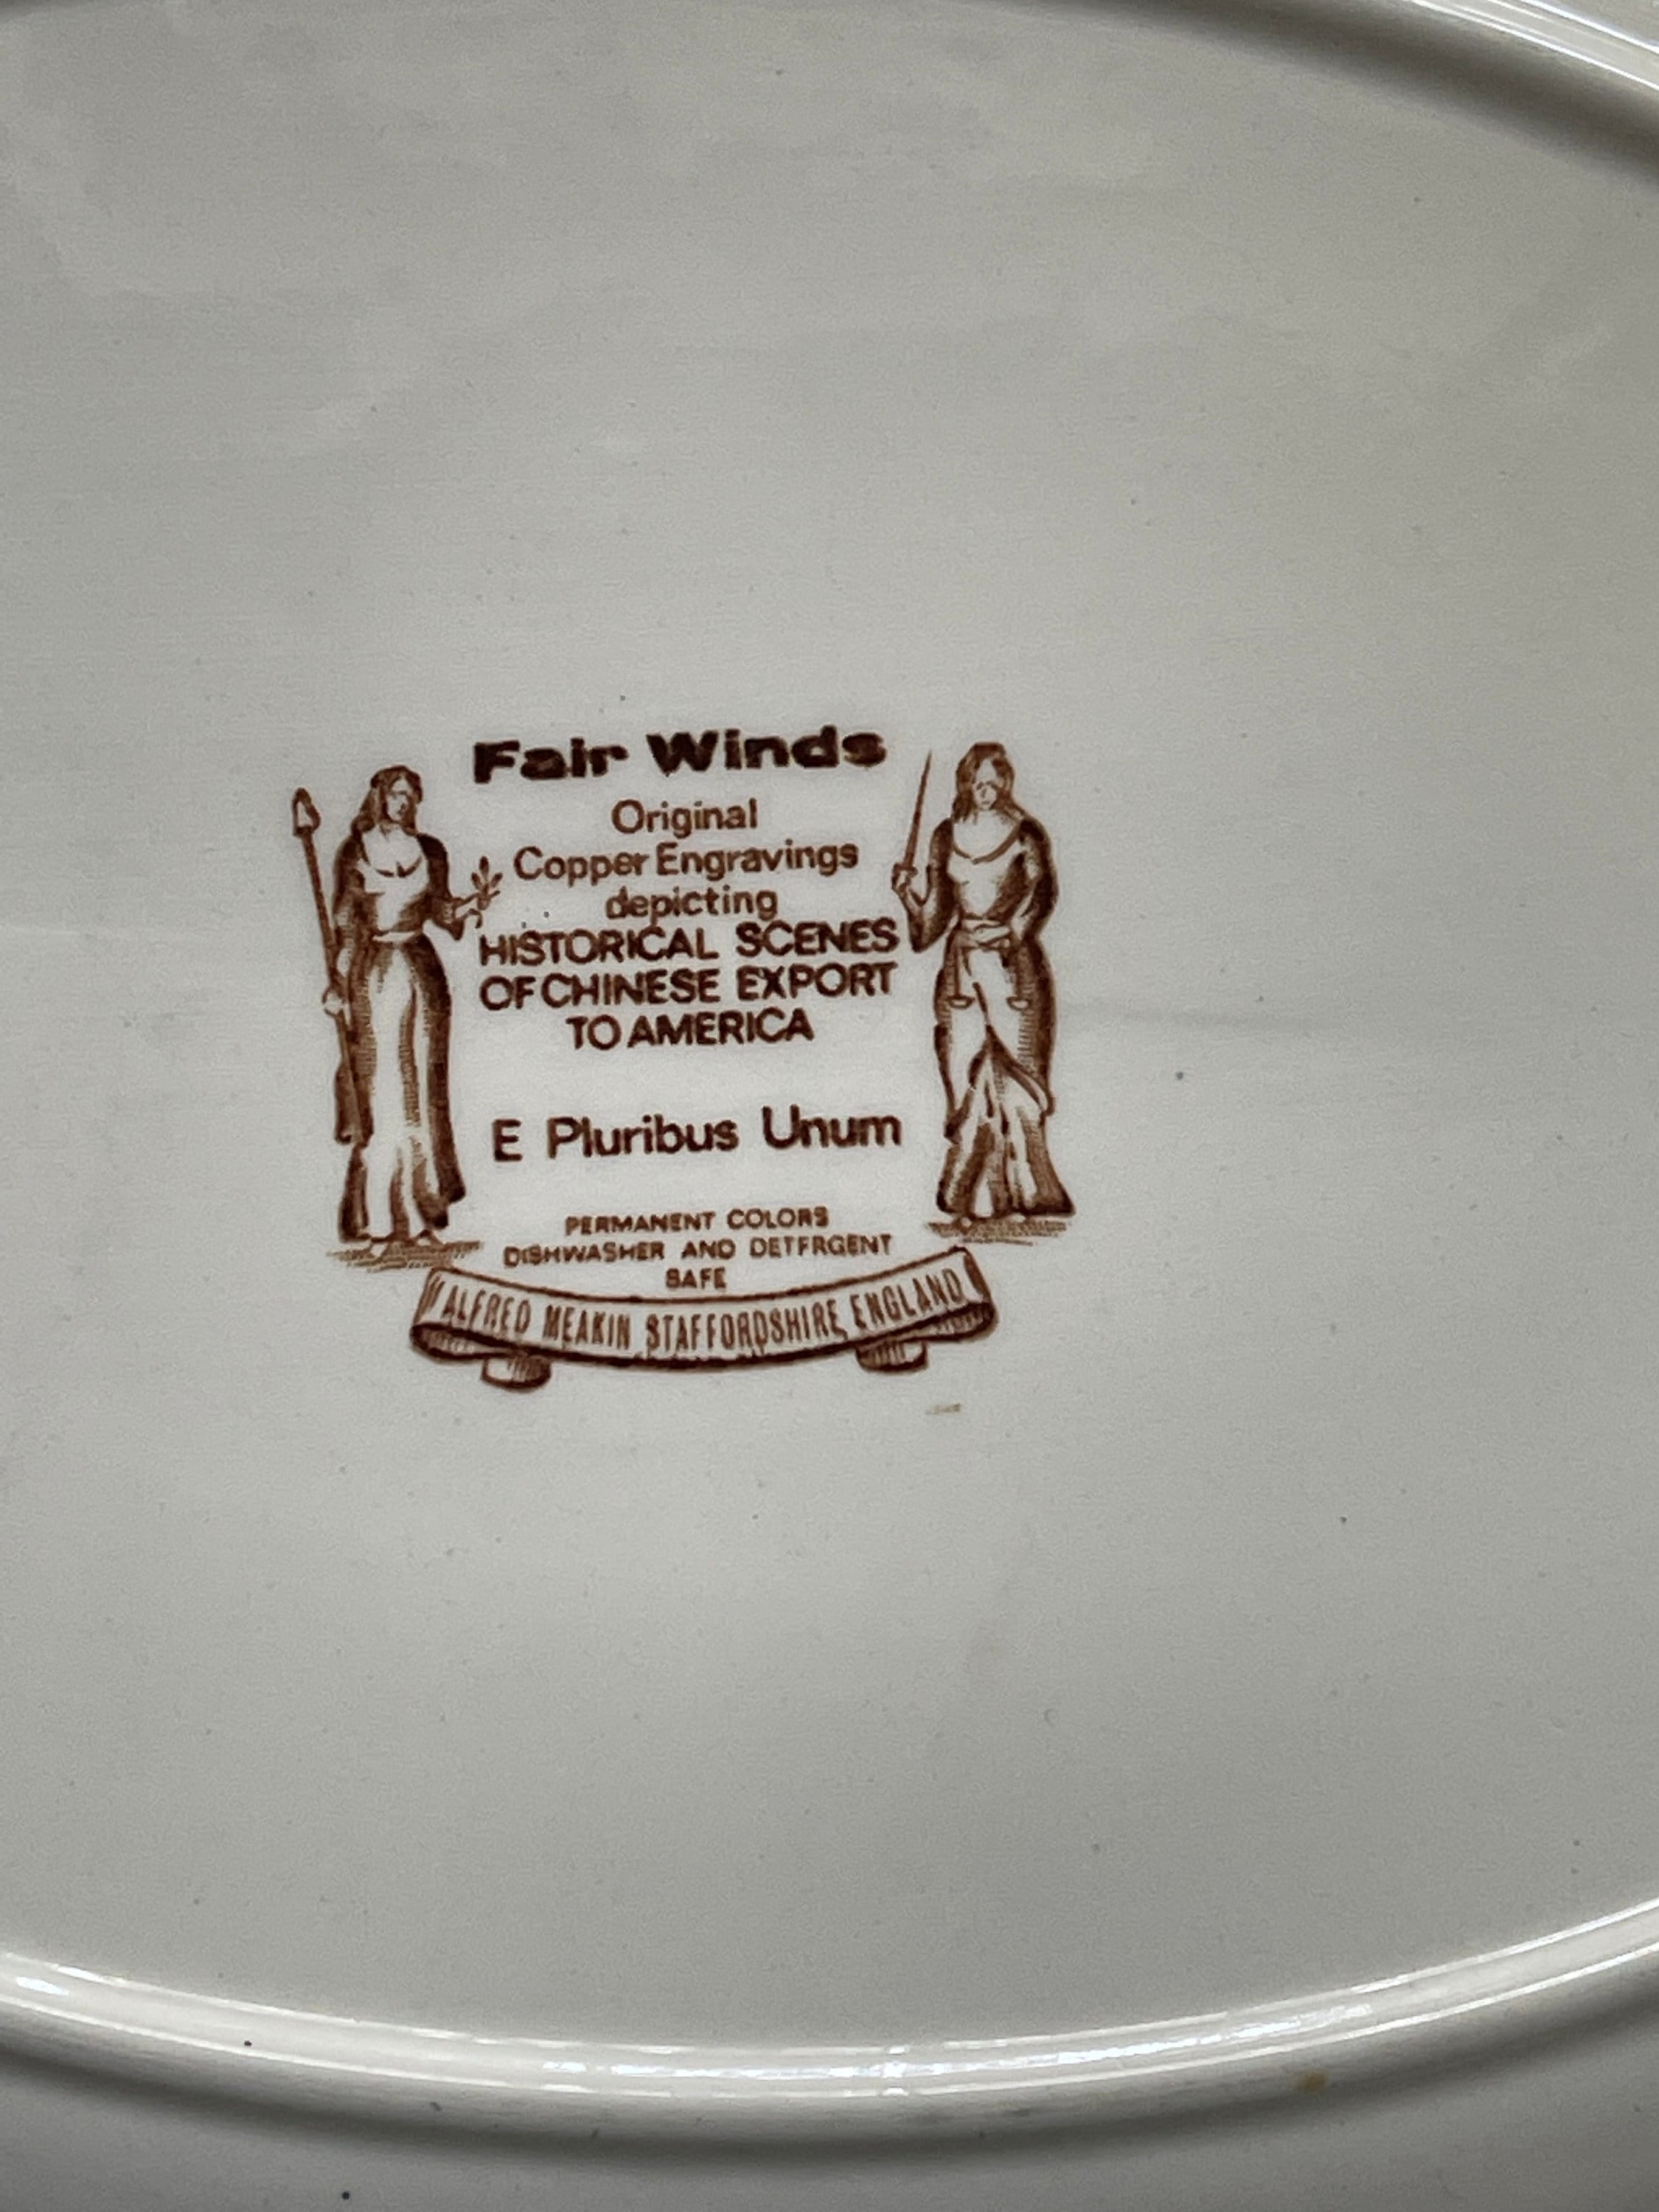 Fair Winds
Original
Copper Engravings
depicting
HISTORICAL SCENES
OF CHINESE EXPORT
TO AMERICA
E Pluribus Unum
PERMANENT COLORS
DISHWASHER AND DETERGENT
SAFE
ALFRED MEAKIN STAFFORDSHIRE, ENGLAND